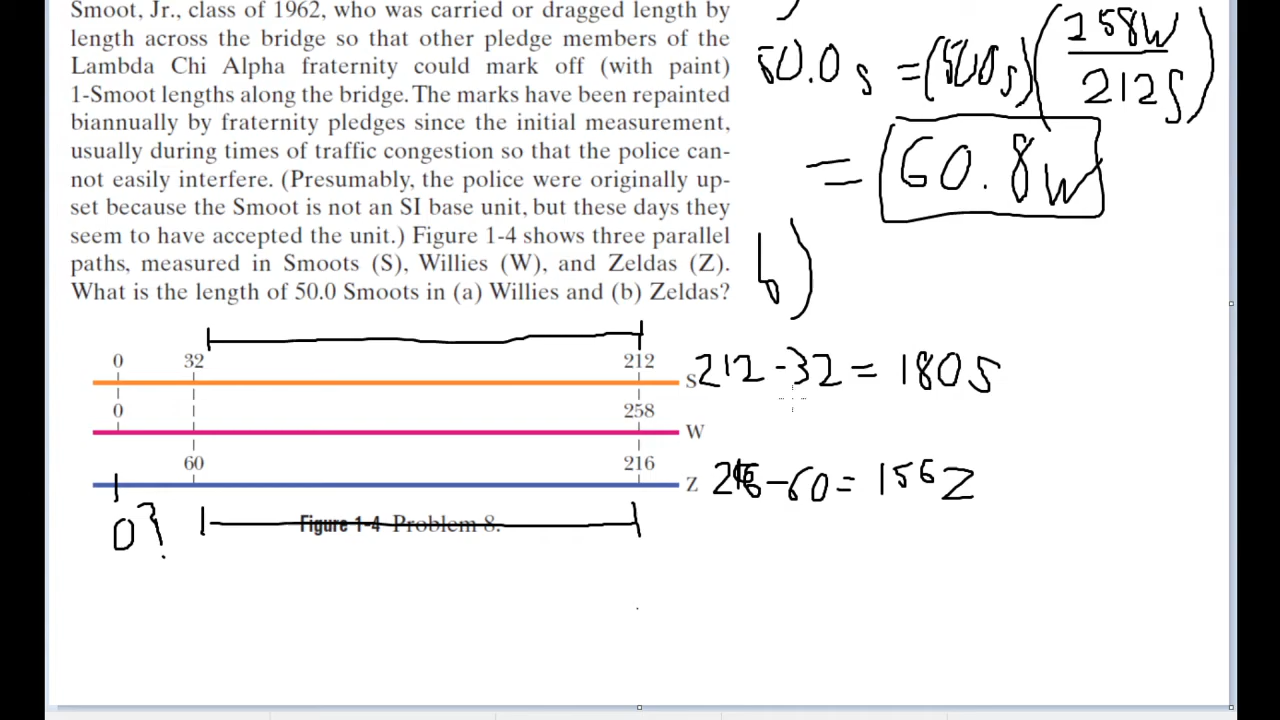 Smoot, Jr., class of 1962, who was carried or dragged length by
length across the bridge so that other pledge members of the
Lambda Chi Alpha fraternity could mark off (with paint)
1-Smoot lengths along the bridge. The marks have been repainted
biannually by fraternity pledges since the initial measurement,
usually during times of traffic congestion so that the police can-
not easily interfere. (Presumably, the police were originally up-
set because the Smoot is not an SI base unit, but these days they
seem to have accepted the unit.) Figure 1-4 shows three parallel
paths, measured in Smoots (S), Willies (W), and Zeldas (Z).
What is the length of 50.0 Smoots in (a) Willies and (b) Zeldas?
0 32 212 S
0 258 W
60 216 Z
0?
Figure 1-4 Problem 8.
)
50.0 s = (500s) (258W / 212S)
= 60.8W
b)
212 - 32 = 180 S
216 - 60 = 156 Z